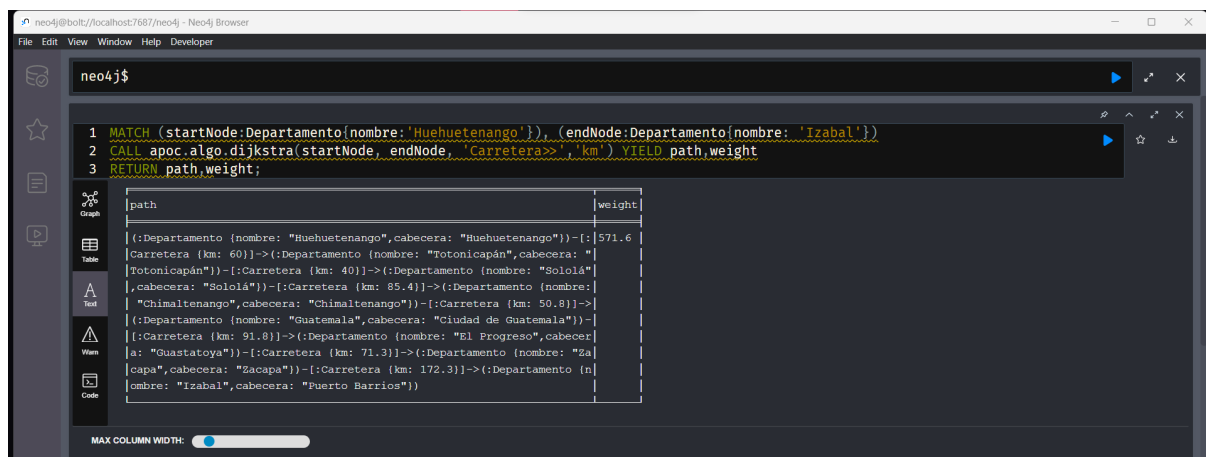 neo4j@bolt://localhost:7687/neo4j - Neo4j Browser
File Edit View Window Help Developer
neo4j$
1 MATCH (startNode:Departamento{nombre:'Huehuetenango'}), (endNode:Departamento{nombre: 'Izabal'})
2 CALL apoc.algo.dijkstra(startNode, endNode, 'Carretera>>','km') YIELD path,weight
3 RETURN path,weight;
Graph
Table
Text
Warn
Code
|path |weight|
|(:Departamento {nombre: "Huehuetenango",cabecera: "Huehuetenango"})-[:|571.6 |
|Carretera {km: 60}]->(:Departamento {nombre: "Totonicapán",cabecera: "|
|Totonicapán"})-[:Carretera {km: 40}]->(:Departamento {nombre: "Sololá"|
|,cabecera: "Sololá"})-[:Carretera {km: 85.4}]->(:Departamento {nombre:|
| "Chimaltenango",cabecera: "Chimaltenango"})-[:Carretera {km: 50.8}]->|
|(:Departamento {nombre: "Guatemala",cabecera: "Ciudad de Guatemala"})-|
|[:Carretera {km: 91.8}]->(:Departamento {nombre: "El Progreso",cabecer|
|a: "Guastatoya"})-[:Carretera {km: 71.3}]->(:Departamento {nombre: "Za|
|capa",cabecera: "Zacapa"})-[:Carretera {km: 172.3}]->(:Departamento {n|
|ombre: "Izabal",cabecera: "Puerto Barrios"})
MAX COLUMN WIDTH: